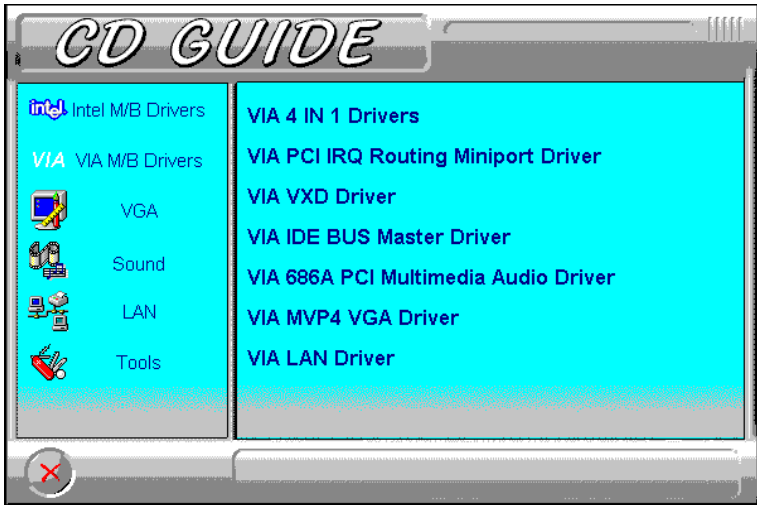 CD GUIDE
intel. Intel M/B Drivers
VIA VIA M/B Drivers
VGA
Sound
LAN
Tools
VIA 4 IN 1 Drivers
VIA PCI IRQ Routing Miniport Driver
VIA VXD Driver
VIA IDE BUS Master Driver
VIA 686A PCI Multimedia Audio Driver
VIA MVP4 VGA Driver
VIA LAN Driver